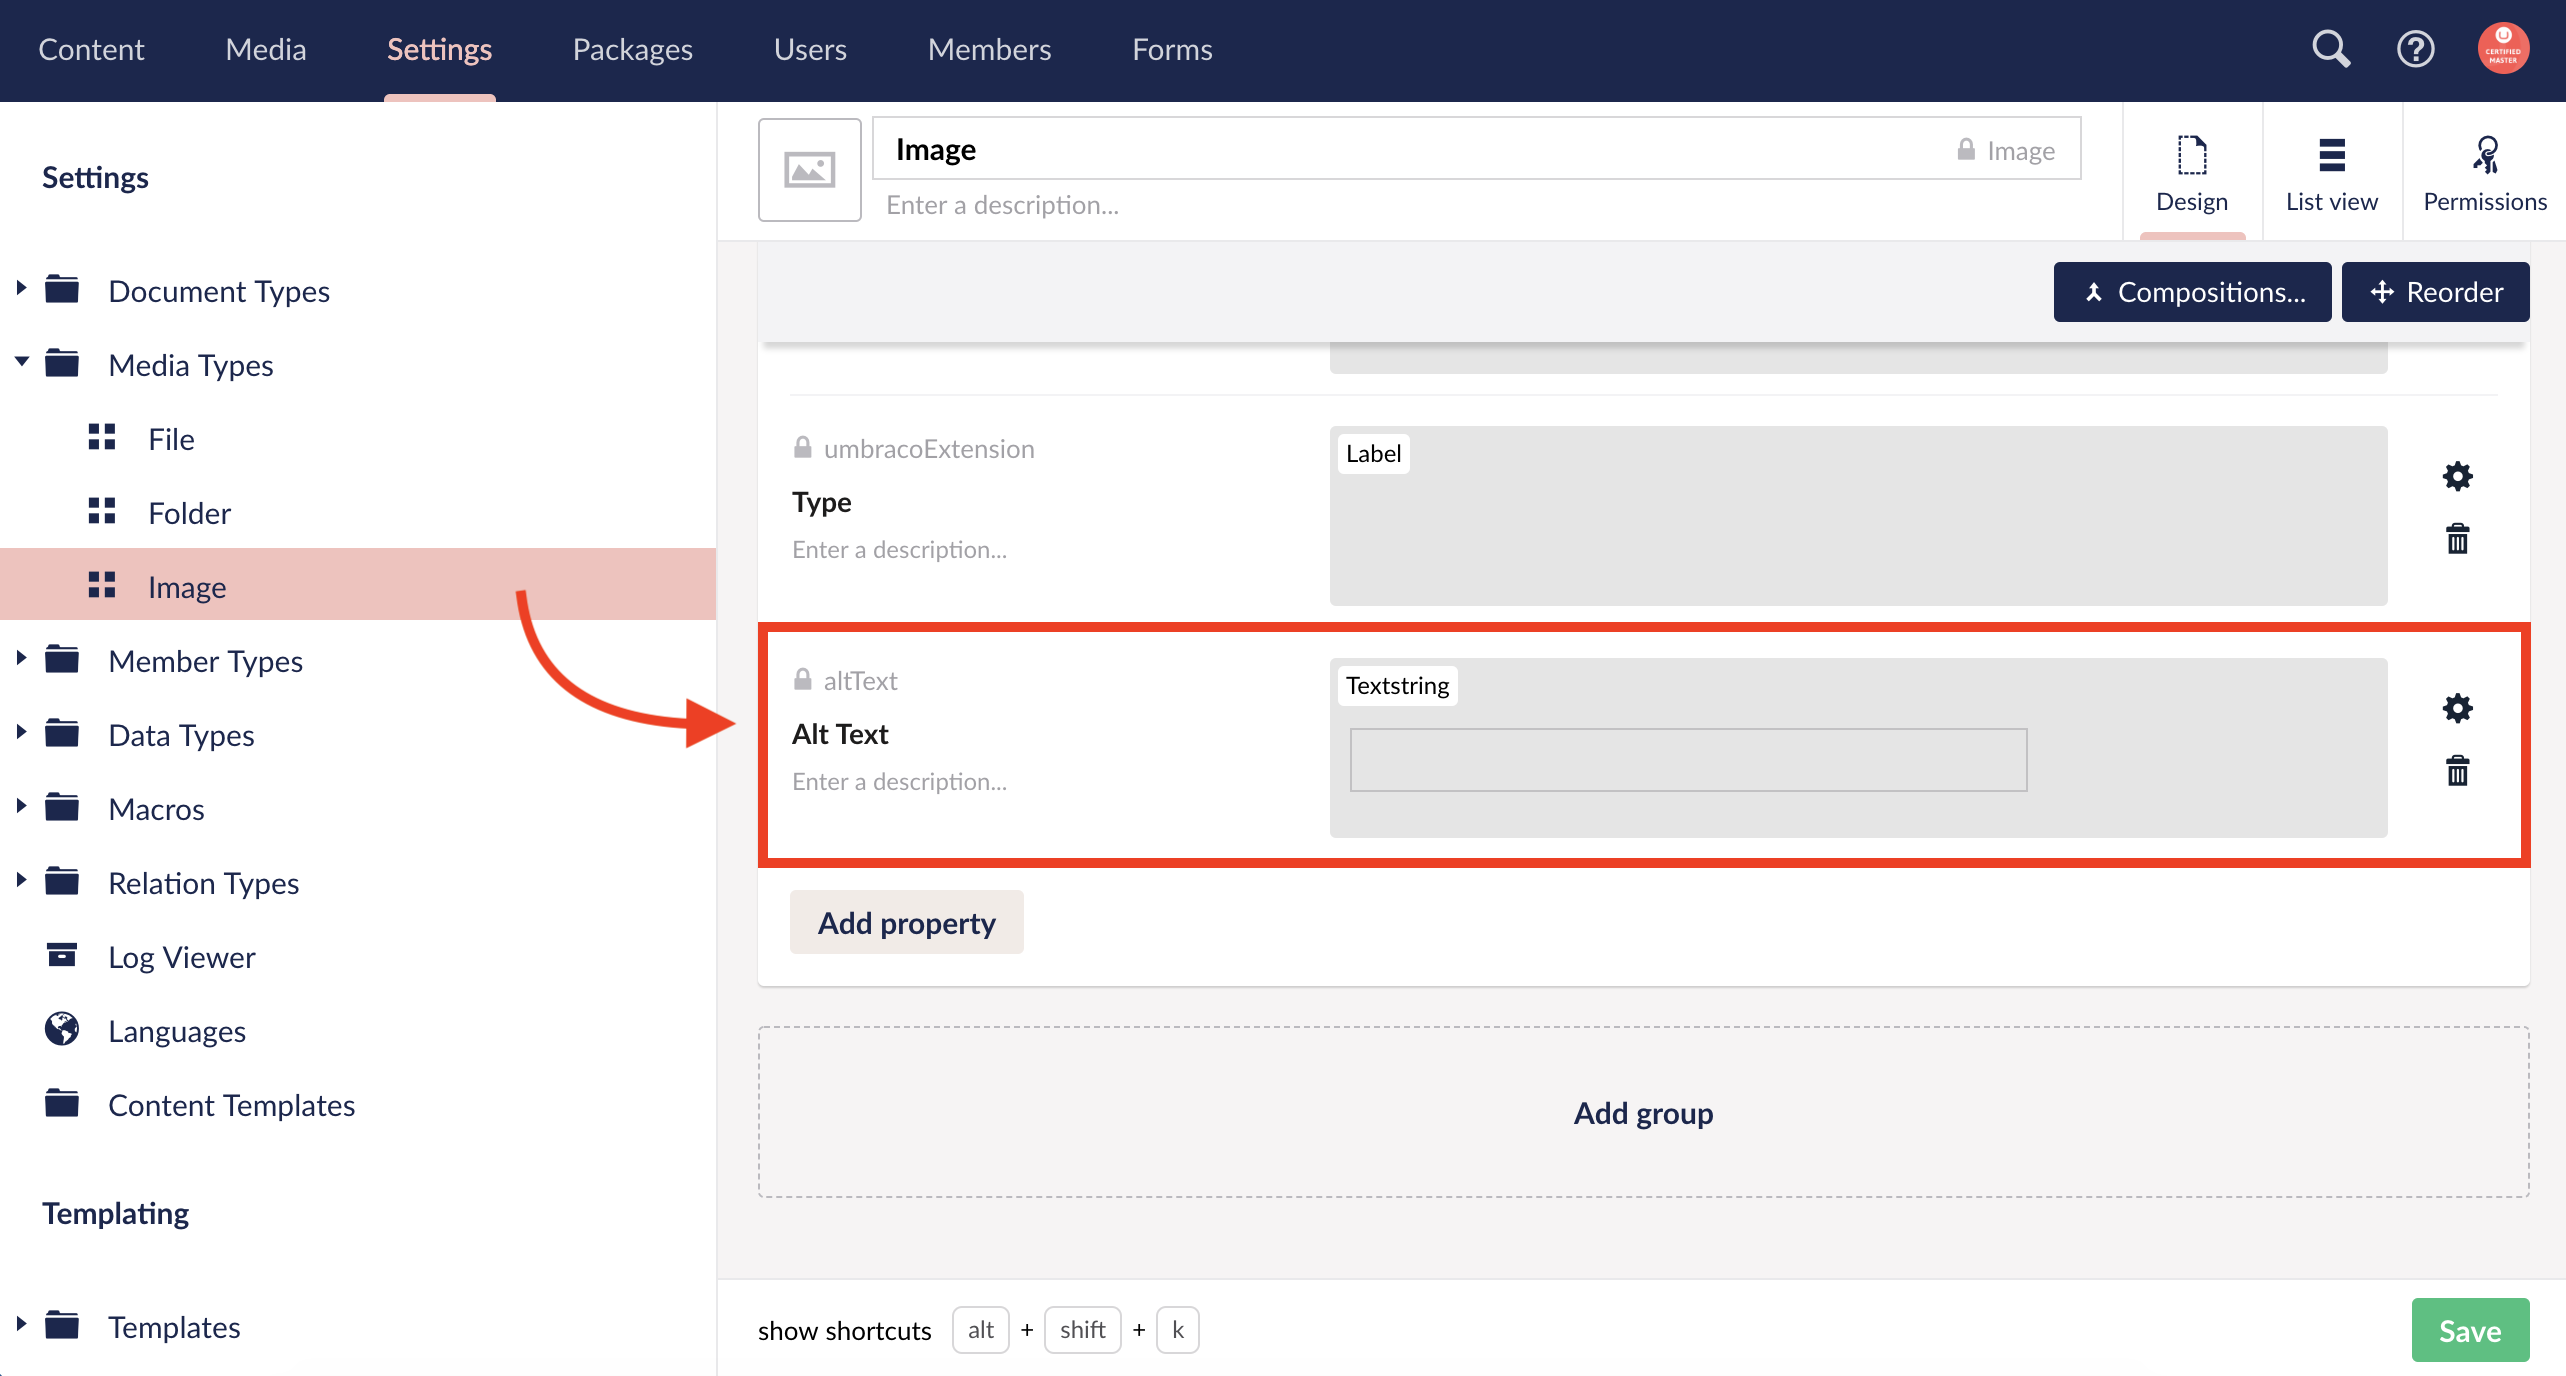 Content Media Settings Packages Users Members Forms
CERTIFIED
MASTER
Settings
Document Types
Media Types
File
Folder
Image
Member Types
Data Types
Macros
Relation Types
Log Viewer
Languages
Content Templates
Templating
Templates
Image
Image
Enter a description...
Design
List view
Permissions
Compositions...
Reorder
umbracoExtension
Type
Enter a description...
Label
altText
Alt Text
Enter a description...
Textstring
Add property
Add group
show shortcuts alt + shift + k
Save